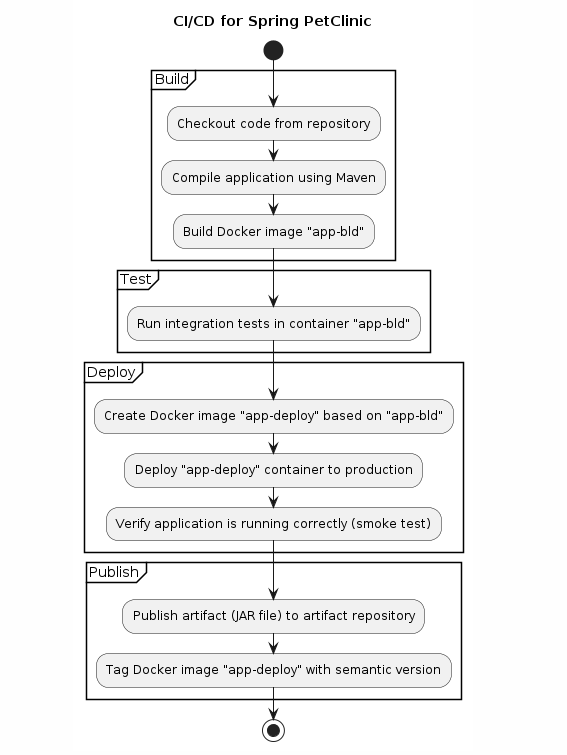 CI/CD for Spring PetClinic
Build
Checkout code from repository
Compile application using Maven
Build Docker image "app-bld"
Test
Run integration tests in container "app-bld"
Deploy
Create Docker image "app-deploy" based on "app-bld"
Deploy "app-deploy" container to production
Verify application is running correctly (smoke test)
Publish
Publish artifact (JAR file) to artifact repository
Tag Docker image "app-deploy" with semantic version